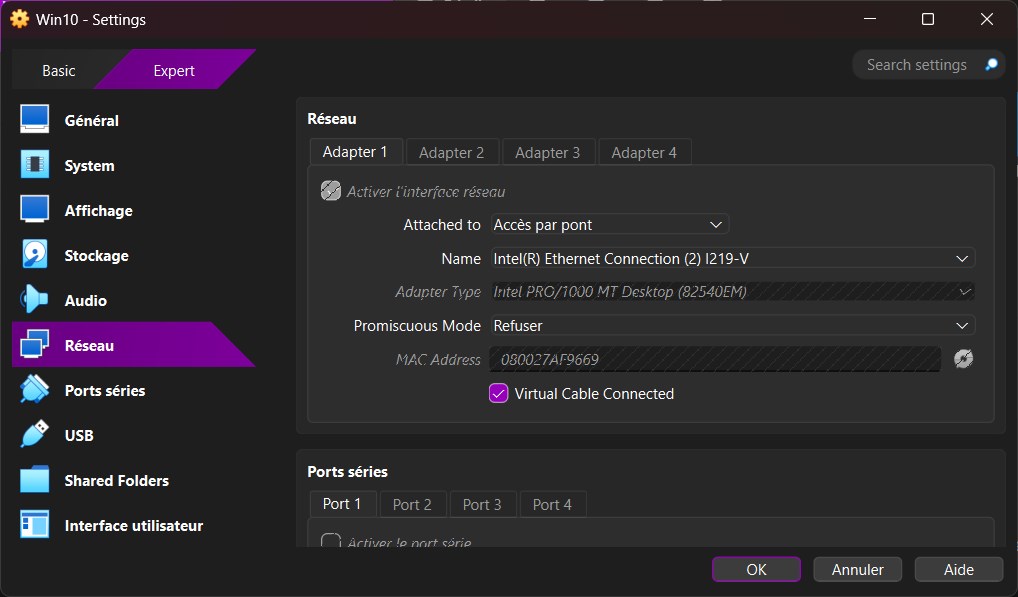 Win10 - Settings
Basic
Expert
Search settings
Général
System
Affichage
Stockage
Audio
Réseau
Ports séries
USB
Shared Folders
Interface utilisateur
Réseau
Adapter 1
Adapter 2
Adapter 3
Adapter 4
Activer l'interface réseau
Attached to Accès par pont
Name Intel(R) Ethernet Connection (2) I219-V
Adapter Type Intel PRO/1000 MT Desktop (82540EM)
Promiscuous Mode Refuser
MAC Address 080027AF9669
Virtual Cable Connected
Ports séries
Port 1
Port 2
Port 3
Port 4
Activer le port série
OK
Annuler
Aide